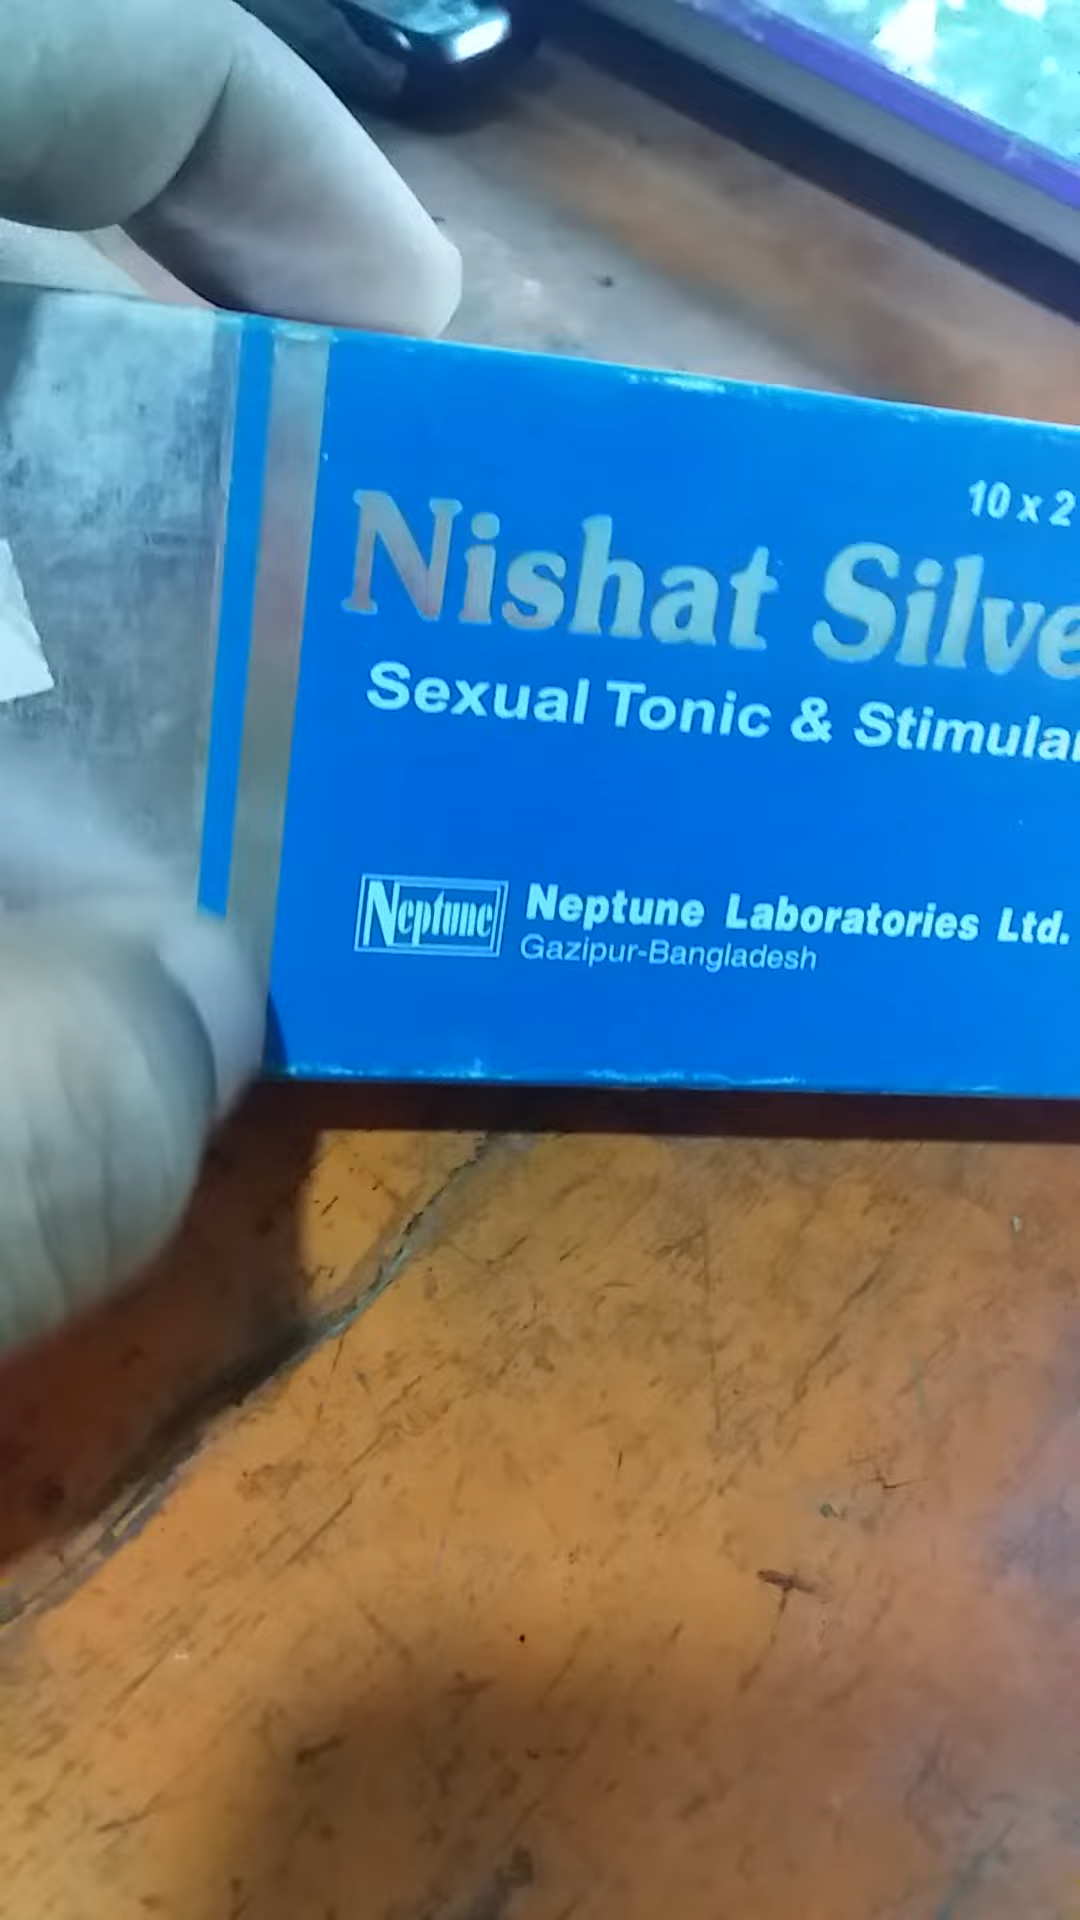 10 x 2
Nishat Silve
Sexual Tonic & Stimula
Neptune
Neptune Laboratories Ltd.
Gazipur-Bangladesh